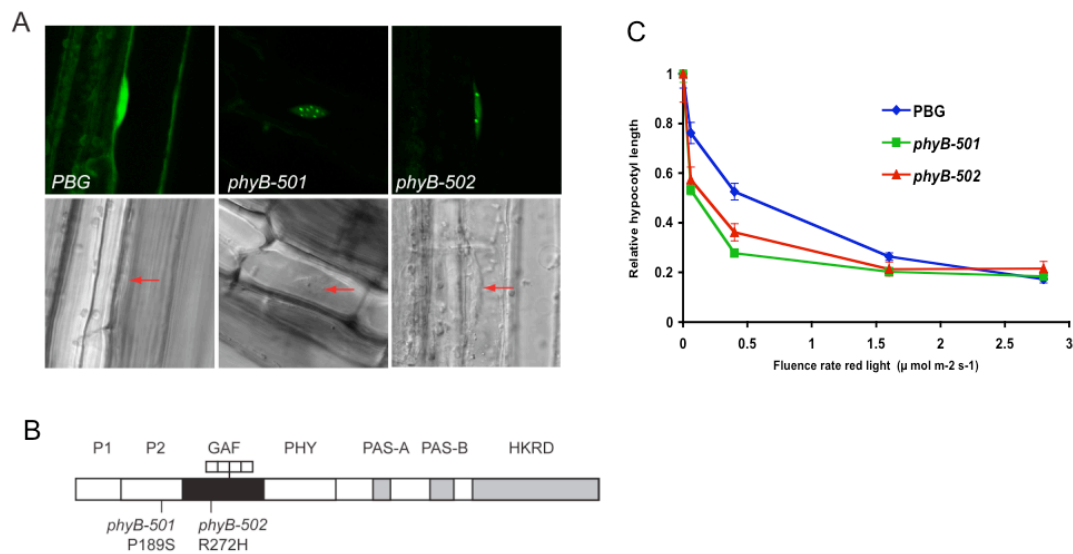 A
PBG
phyB-501
phyB-502
B
P1 P2 GAF PHY PAS-A PAS-B HKRD
phyB-501 phyB-502
P189S R272H
C
Relative hypocotyl length
1
0.8
0.6
0.4
0.2
0
0 0.5 1 1.5 2 2.5 3
Fluence rate red light (µ mol m-2 s-1)
PBG
phyB-501
phyB-502